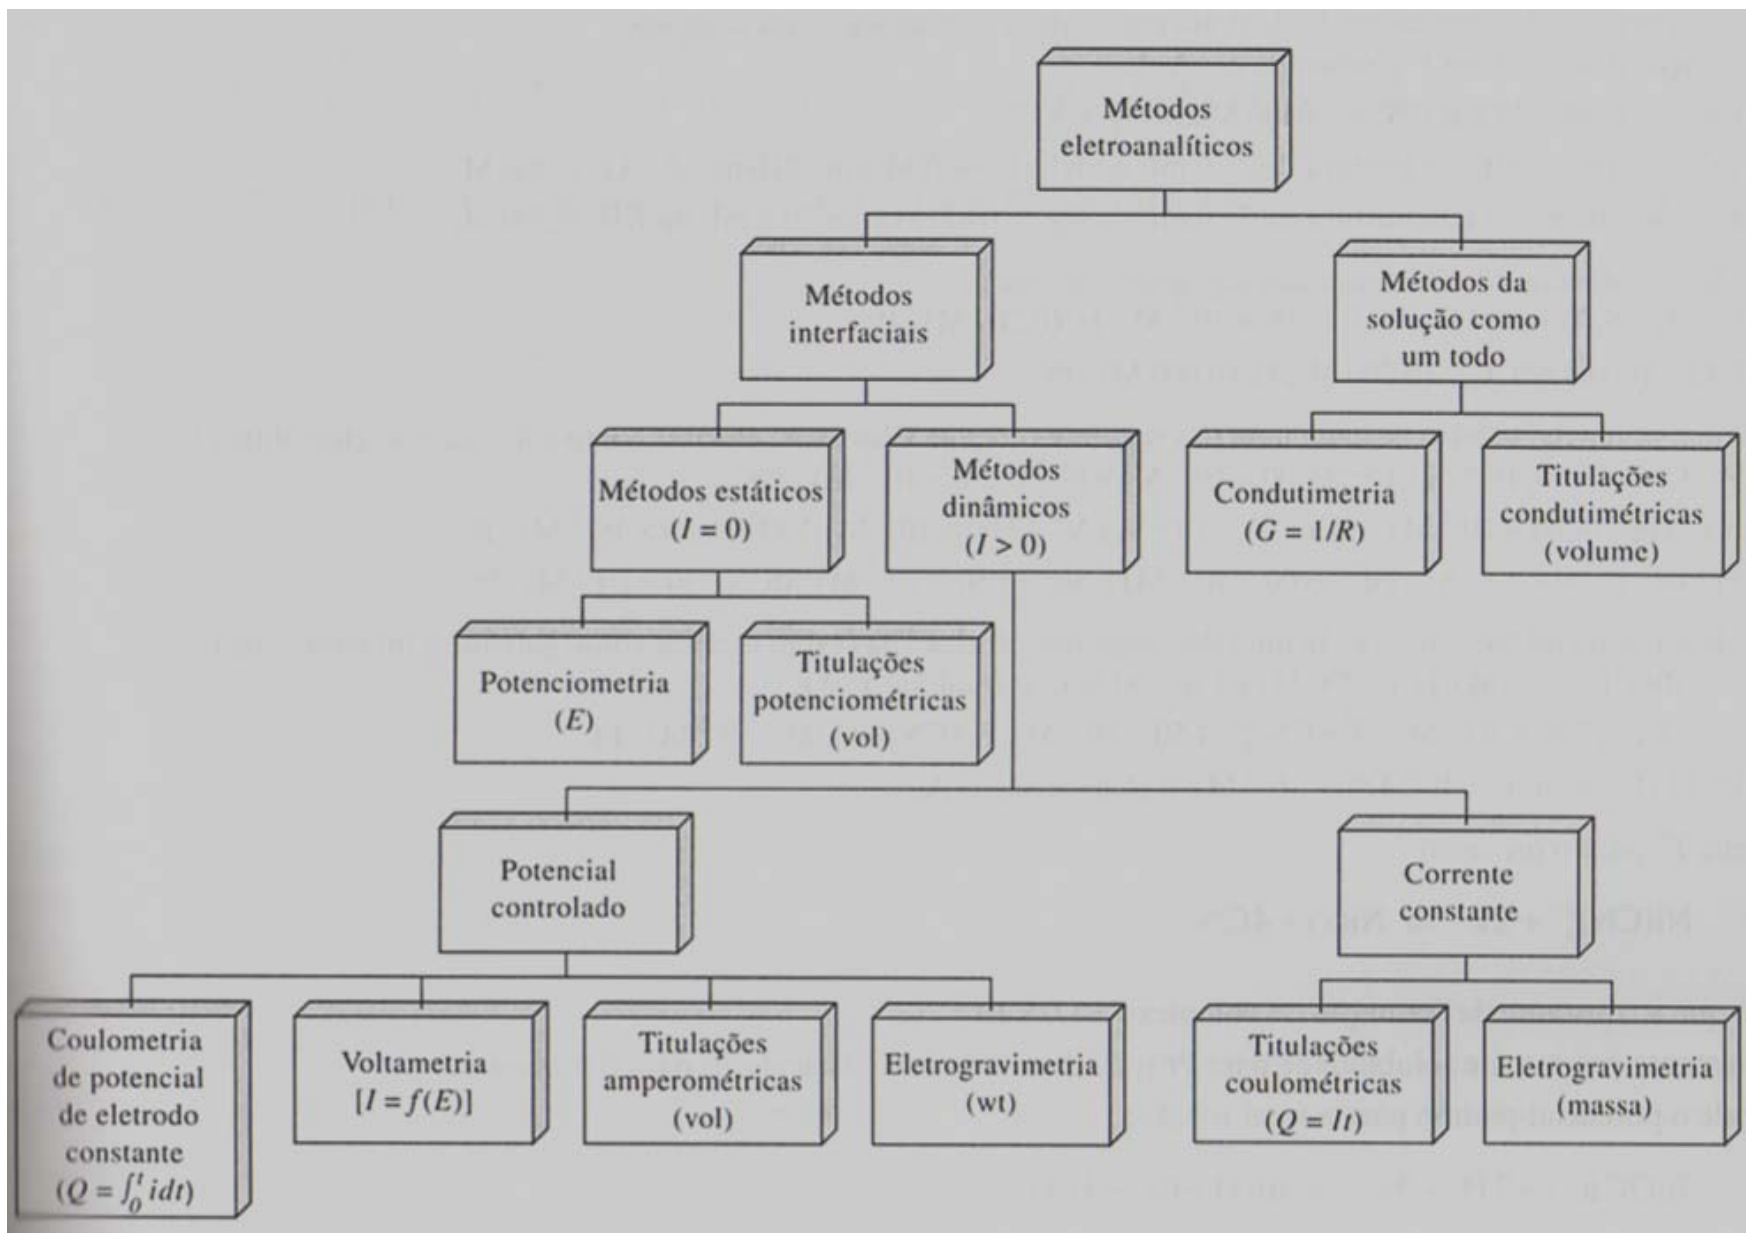 Métodos
eletroanalíticos
Métodos
interfaciais
Métodos da
solução como
um todo
Métodos estáticos
(I = 0)
Métodos
dinâmicos
(I > 0)
Condutimetria
(G = 1/R)
Titulações
condutimétricas
(volume)
Potenciometria
(E)
Titulações
potenciométricas
(vol)
Potencial
controlado
Corrente
constante
Coulometria
de potencial
de eletrodo
constante
(Q = ∫₀ᵗ idt)
Voltametria
[I = f(E)]
Titulações
amperométricas
(vol)
Eletrogravimetria
(wt)
Titulações
coulométricas
(Q = It)
Eletrogravimetria
(massa)